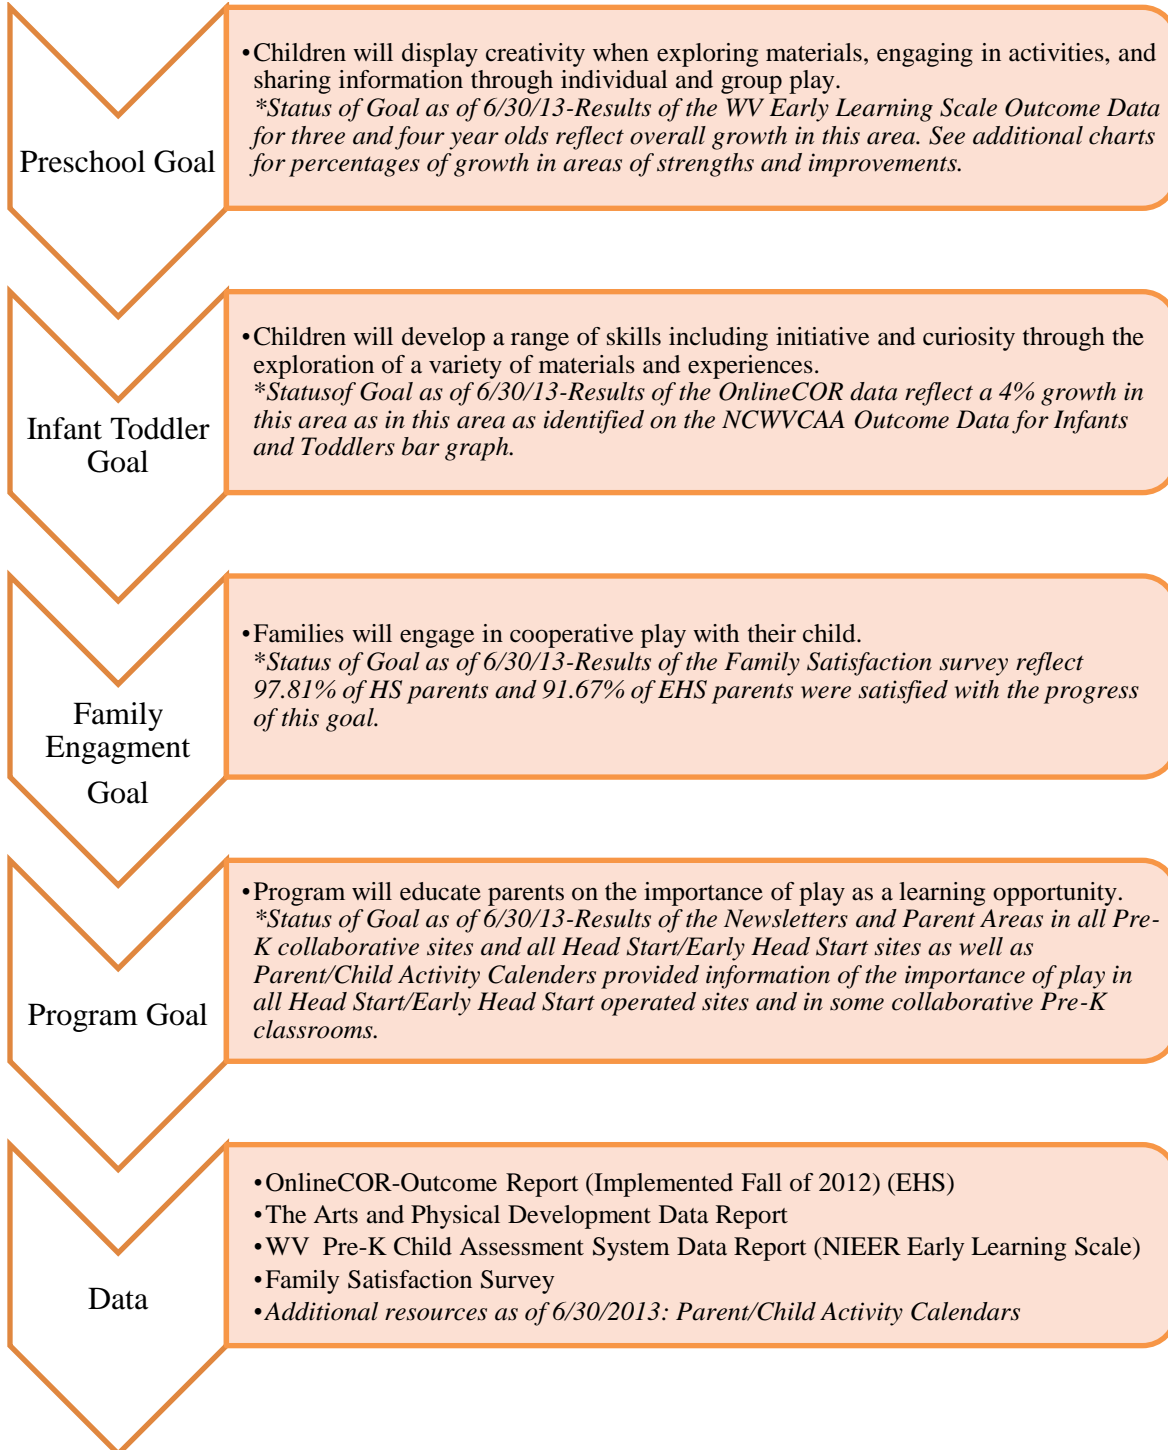 Preschool Goal
•Children will display creativity when exploring materials, engaging in activities, and
sharing information through individual and group play.
*Status of Goal as of 6/30/13-Results of the WV Early Learning Scale Outcome Data
for three and four year olds reflect overall growth in this area. See additional charts
for percentages of growth in areas of strengths and improvements.
Infant Toddler
Goal
•Children will develop a range of skills including initiative and curiosity through the
exploration of a variety of materials and experiences.
*Statusof Goal as of 6/30/13-Results of the OnlineCOR data reflect a 4% growth in
this area as in this area as identified on the NCWVCAA Outcome Data for Infants
and Toddlers bar graph.
Family
Engagment
Goal
•Families will engage in cooperative play with their child.
*Status of Goal as of 6/30/13-Results of the Family Satisfaction survey reflect
97.81% of HS parents and 91.67% of EHS parents were satisfied with the progress
of this goal.
Program Goal
•Program will educate parents on the importance of play as a learning opportunity.
*Status of Goal as of 6/30/13-Results of the Newsletters and Parent Areas in all Pre-
K collaborative sites and all Head Start/Early Head Start sites as well as
Parent/Child Activity Calenders provided information of the importance of play in
all Head Start/Early Head Start operated sites and in some collaborative Pre-K
classrooms.
Data
•OnlineCOR-Outcome Report (Implemented Fall of 2012) (EHS)
•The Arts and Physical Development Data Report
•WV Pre-K Child Assessment System Data Report (NIEER Early Learning Scale)
•Family Satisfaction Survey
•Additional resources as of 6/30/2013: Parent/Child Activity Calendars